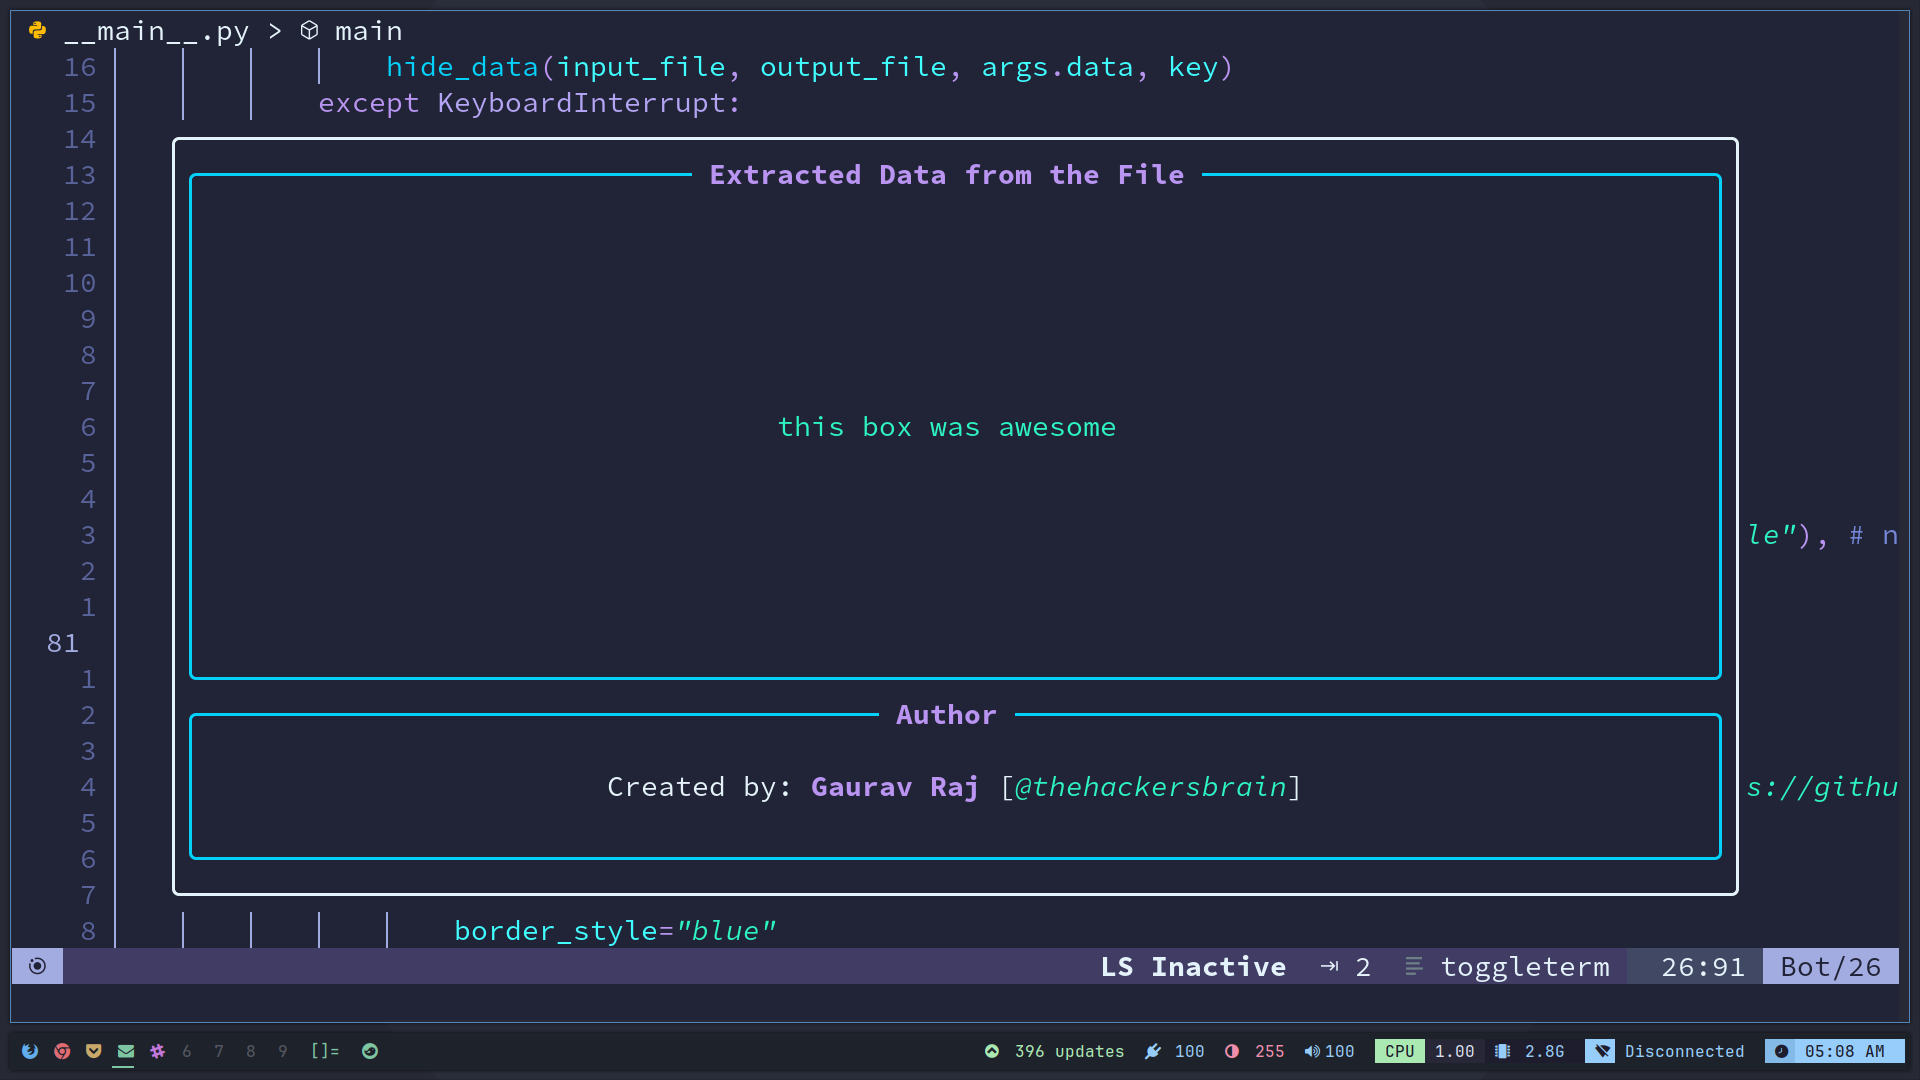 __main__.py > main
16 hide_data(input_file, output_file, args.data, key)
15 except KeyboardInterrupt:
14
13 Extracted Data from the File
12
11
10
9
8
7
6 this box was awesome
5
4
3 le"), # n
2
1
81
1
2 Author
3
4 Created by: Gaurav Raj [@thehackersbrain] s://githu
5
6
7
8 border_style="blue"
LS Inactive ⇥ 2 toggleterm 26:91 Bot/26
6 7 8 9 []= 396 updates 100 255 100 CPU 1.00 2.8G Disconnected 05:08 AM